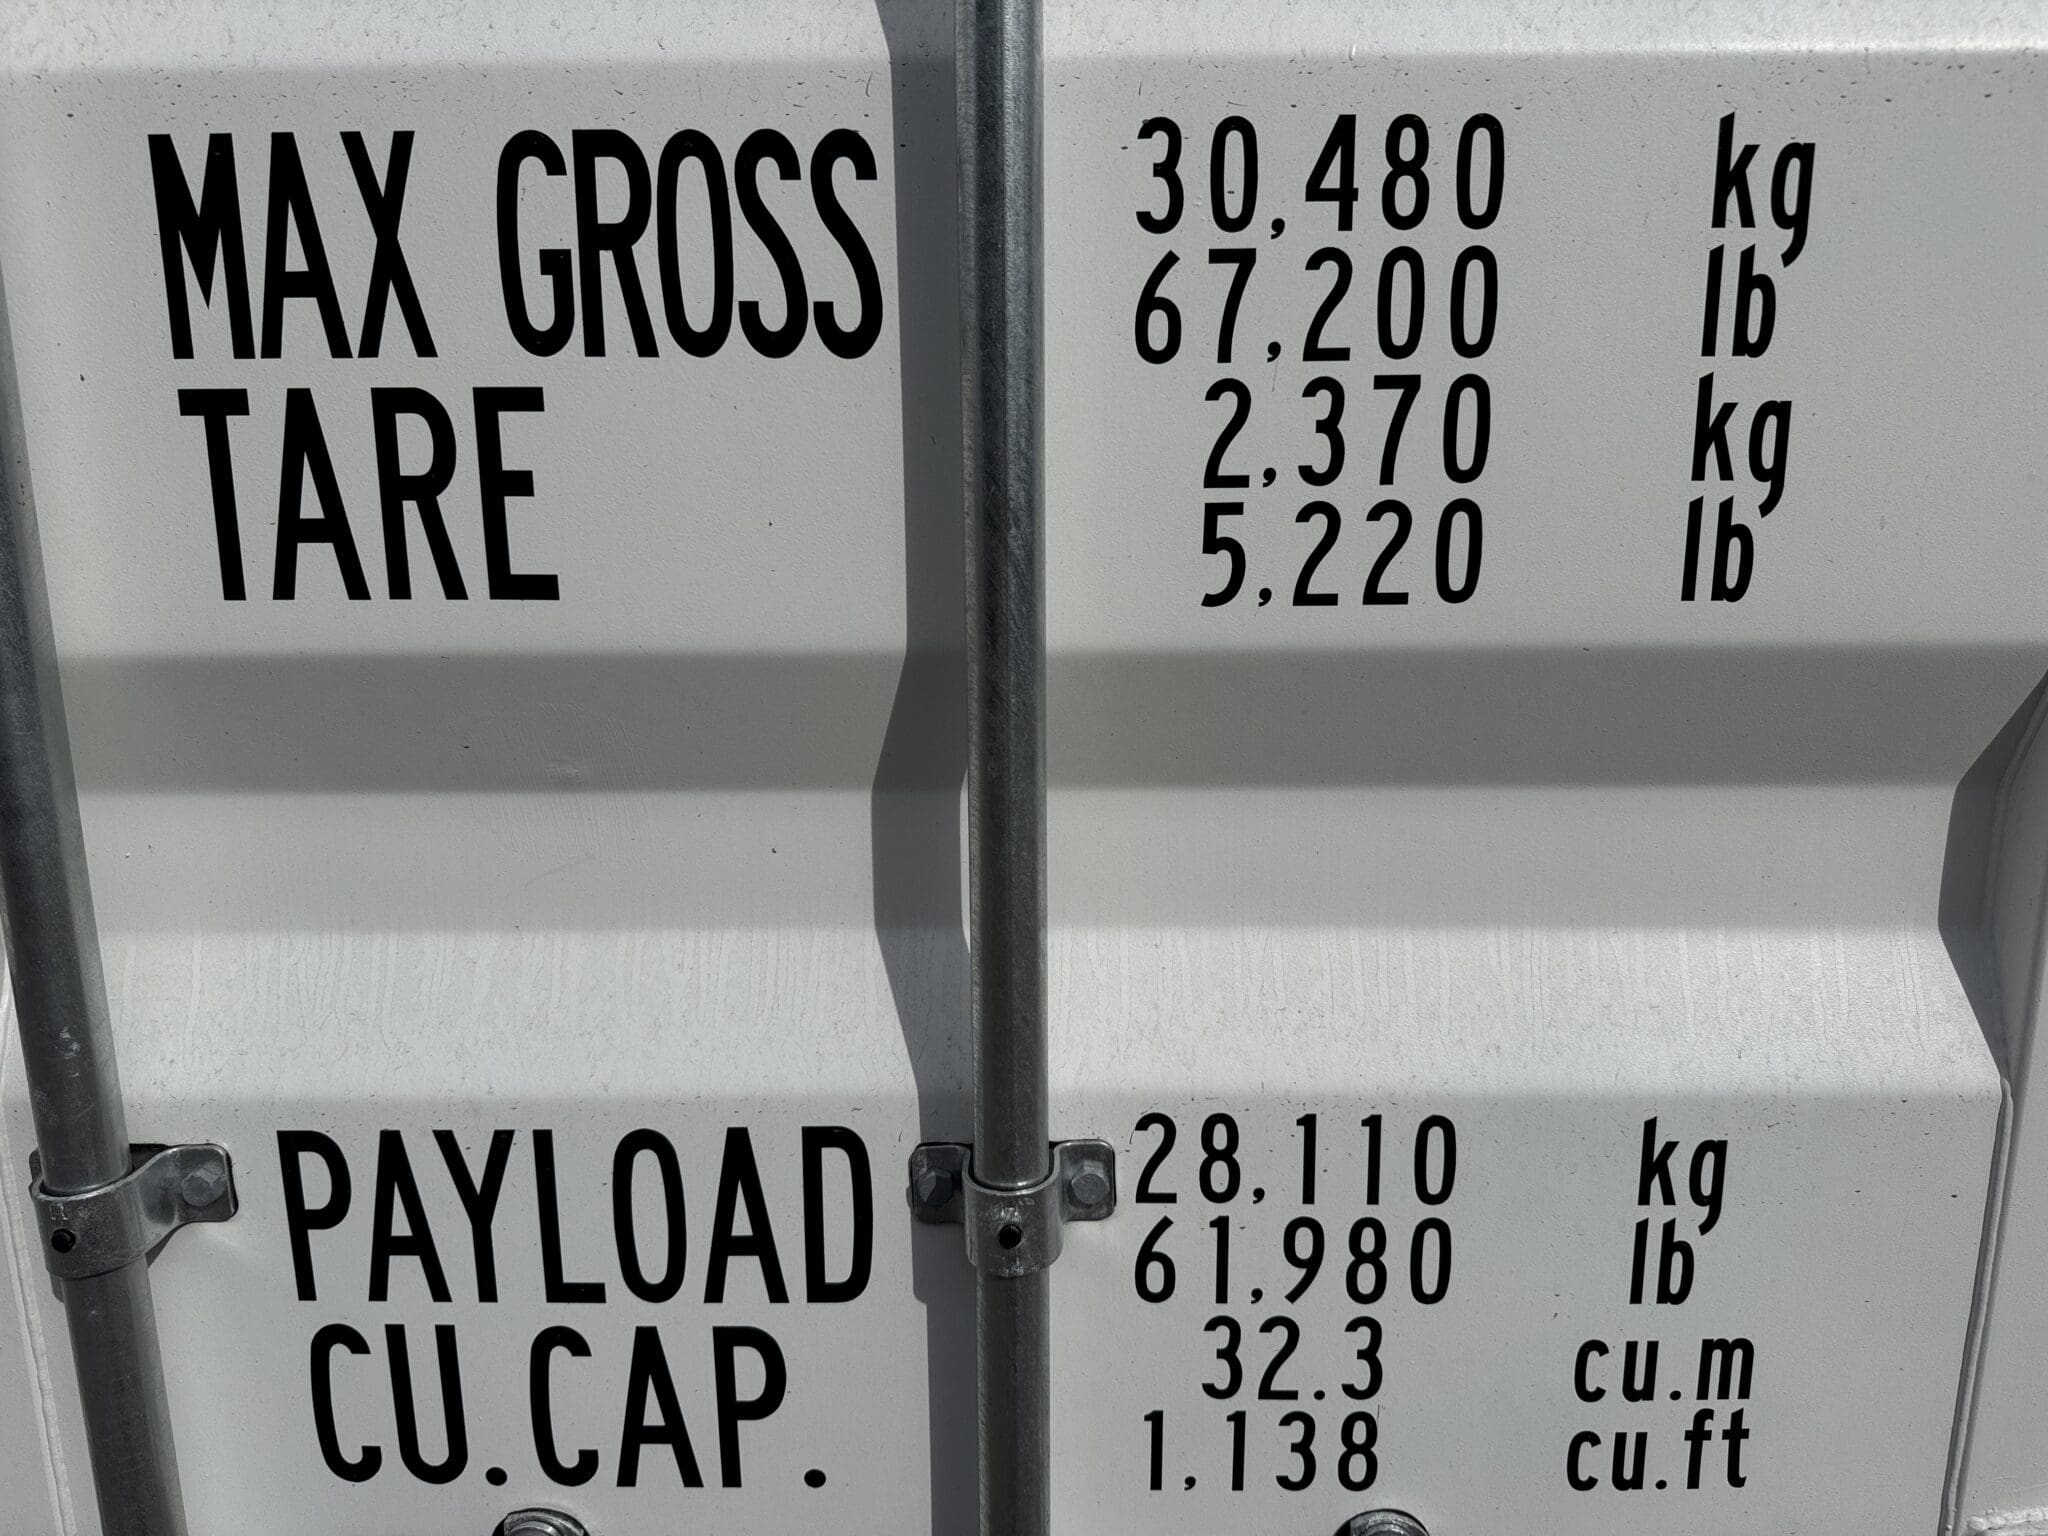 MAX GROSS 30,480 kg
67,200 lb
TARE 2,370 kg
5,220 lb
PAYLOAD 28,110 kg
61,980 lb
CU.CAP. 32.3 cu.m
1,138 cu.ft